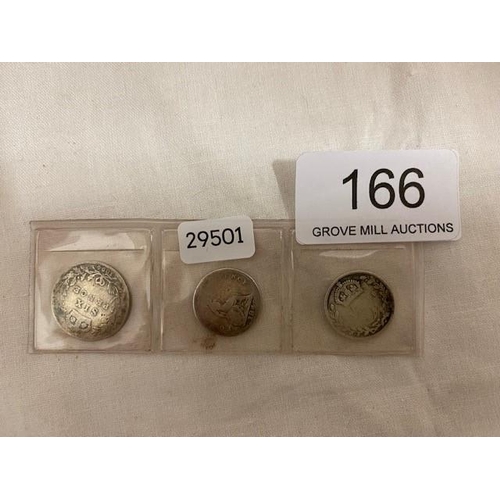 166
GROVE MILL AUCTIONS
29501
SIX
PENCE